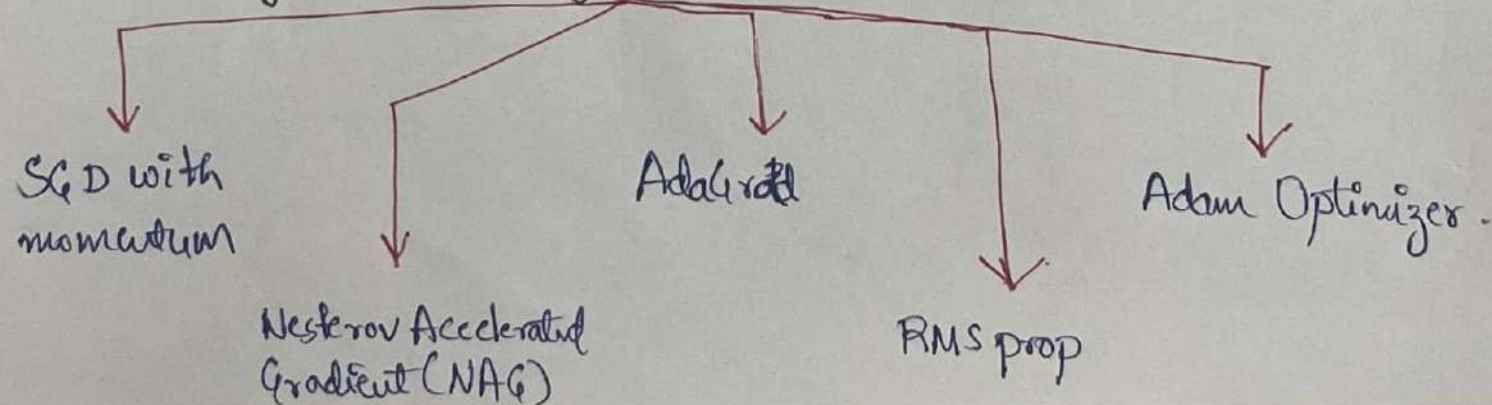 SGD with
momentum
Nesterov Accelerated
Gradient (NAG)
AdaGrad
RMS prop
Adam Optimizer.